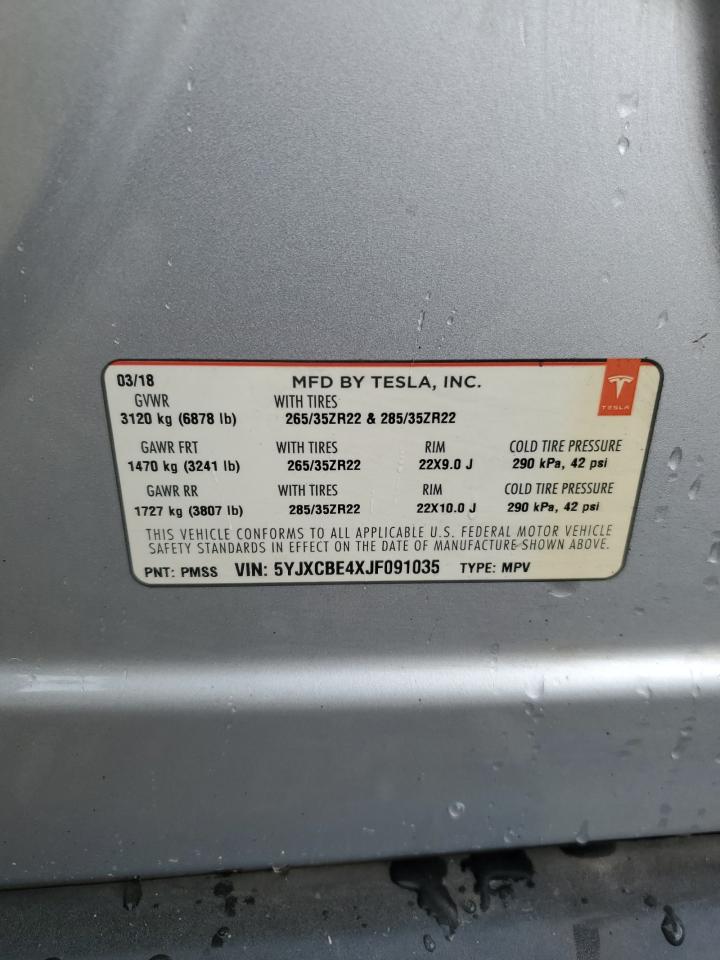 03/18 MFD BY TESLA, INC.
TESLA
GVWR WITH TIRES
3120 kg (6878 lb) 265/35ZR22 & 285/35ZR22
GAWR FRT WITH TIRES RIM COLD TIRE PRESSURE
1470 kg (3241 lb) 265/35ZR22 22X9.0 J 290 kPa, 42 psi
GAWR RR WITH TIRES RIM COLD TIRE PRESSURE
1727 kg (3807 lb) 285/35ZR22 22X10.0 J 290 kPa, 42 psi
THIS VEHICLE CONFORMS TO ALL APPLICABLE U.S. FEDERAL MOTOR VEHICLE
SAFETY STANDARDS IN EFFECT ON THE DATE OF MANUFACTURE SHOWN ABOVE.
PNT: PMSS VIN: 5YJXCBE4XJF091035 TYPE: MPV